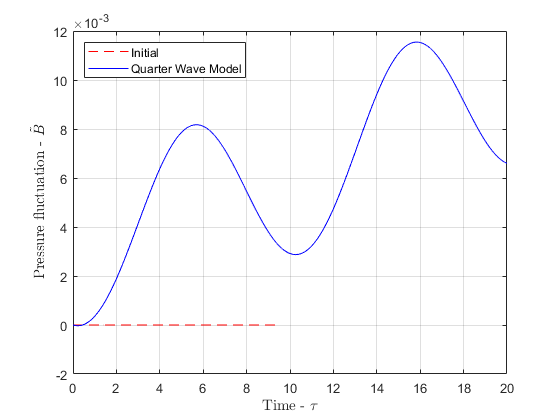 ×10⁻³
12
10
8
6
4
2
0
-2
Pressure fluctuation - B̃
Initial
Quarter Wave Model
0 2 4 6 8 10 12 14 16 18 20
Time - τ